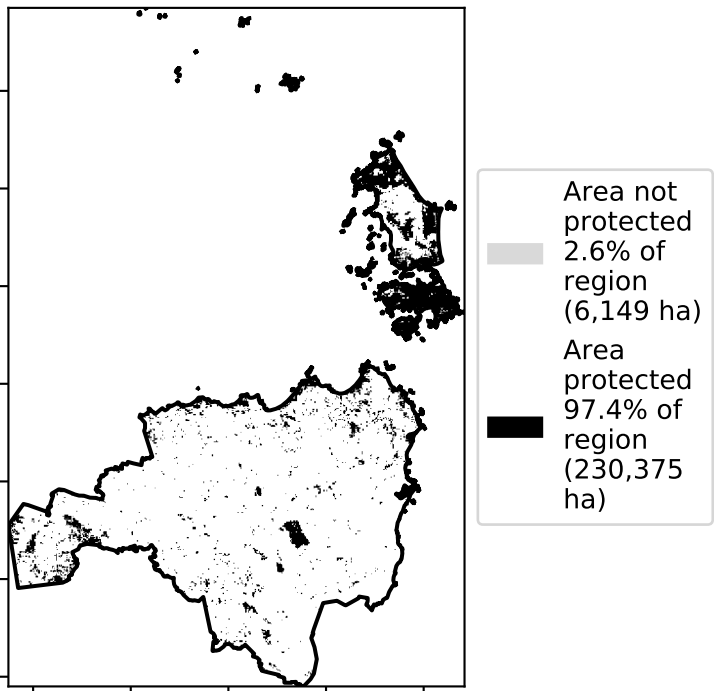 Area not
protected
2.6% of
region
(6,149 ha)
Area
protected
97.4% of
region
(230,375
ha)